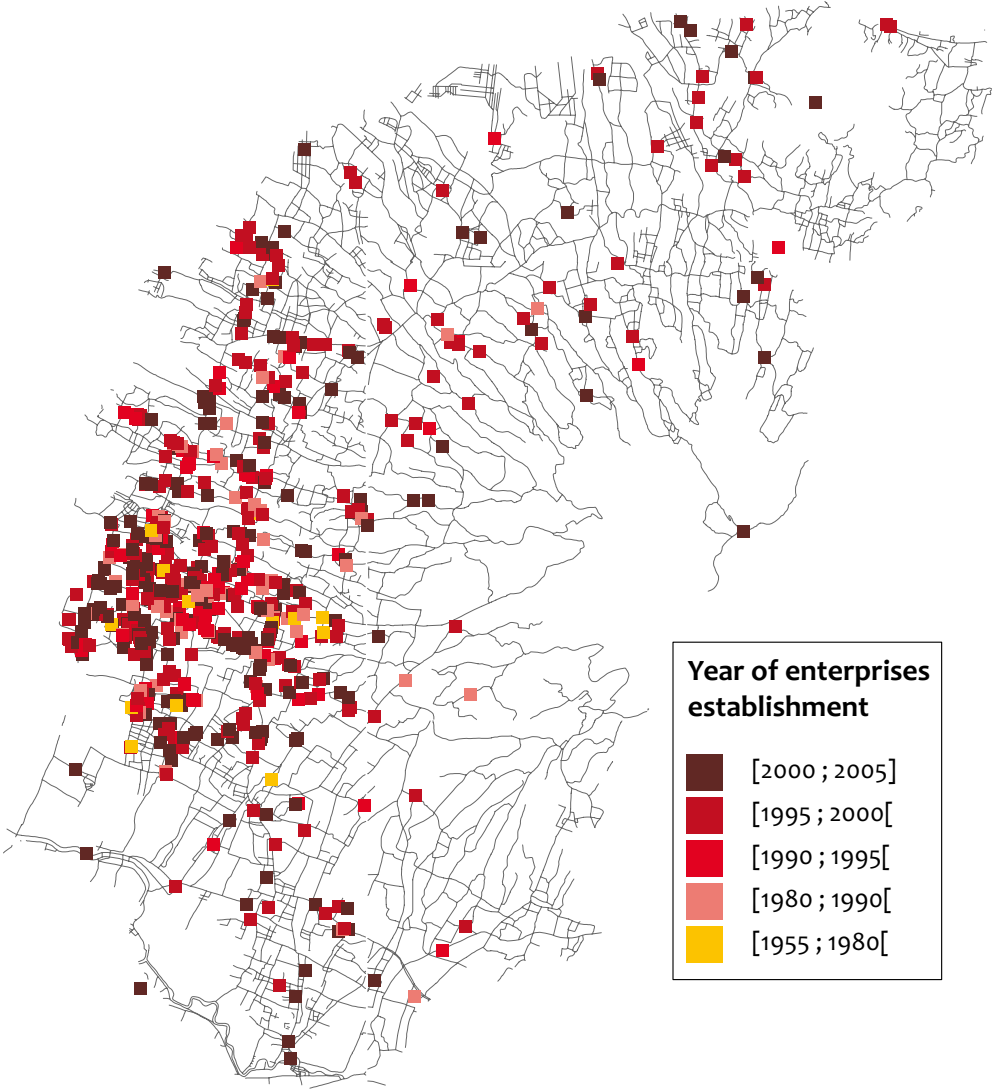 Year of enterprises
establishment
[2000 ; 2005]
[1995 ; 2000[
[1990 ; 1995[
[1980 ; 1990[
[1955 ; 1980[